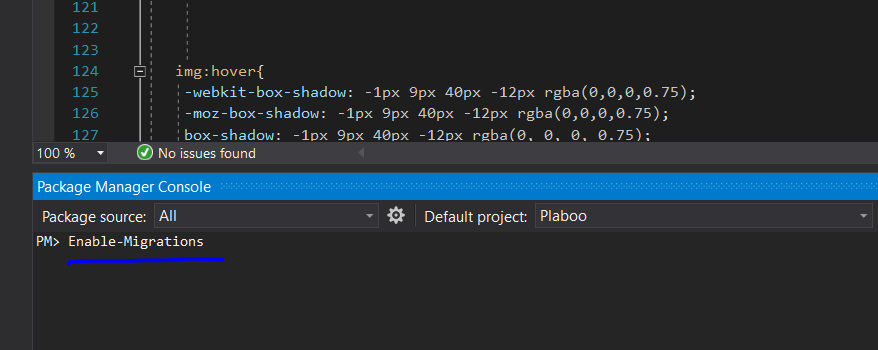 121
122
123
124 img:hover{
125 -webkit-box-shadow: -1px 9px 40px -12px rgba(0,0,0,0.75);
126 -moz-box-shadow: -1px 9px 40px -12px rgba(0,0,0,0.75);
127 box-shadow: -1px 9px 40px -12px rgba(0, 0, 0, 0.75);
100 % No issues found
Package Manager Console
Package source: All Default project: Plaboo
PM> Enable-Migrations